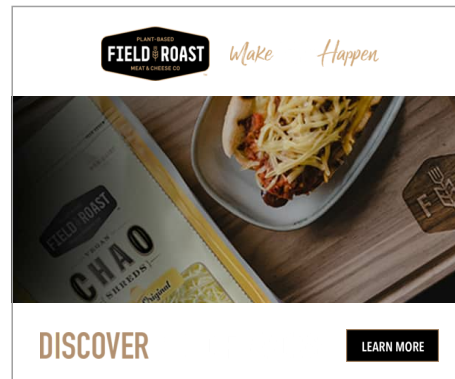 PLANT-BASED
FIELD ROAST
MEAT & CHEESE CO
Make Happen
FIELD ROAST
VEGAN
CHAO
SHREDS
Original
F
DISCOVER
LEARN MORE